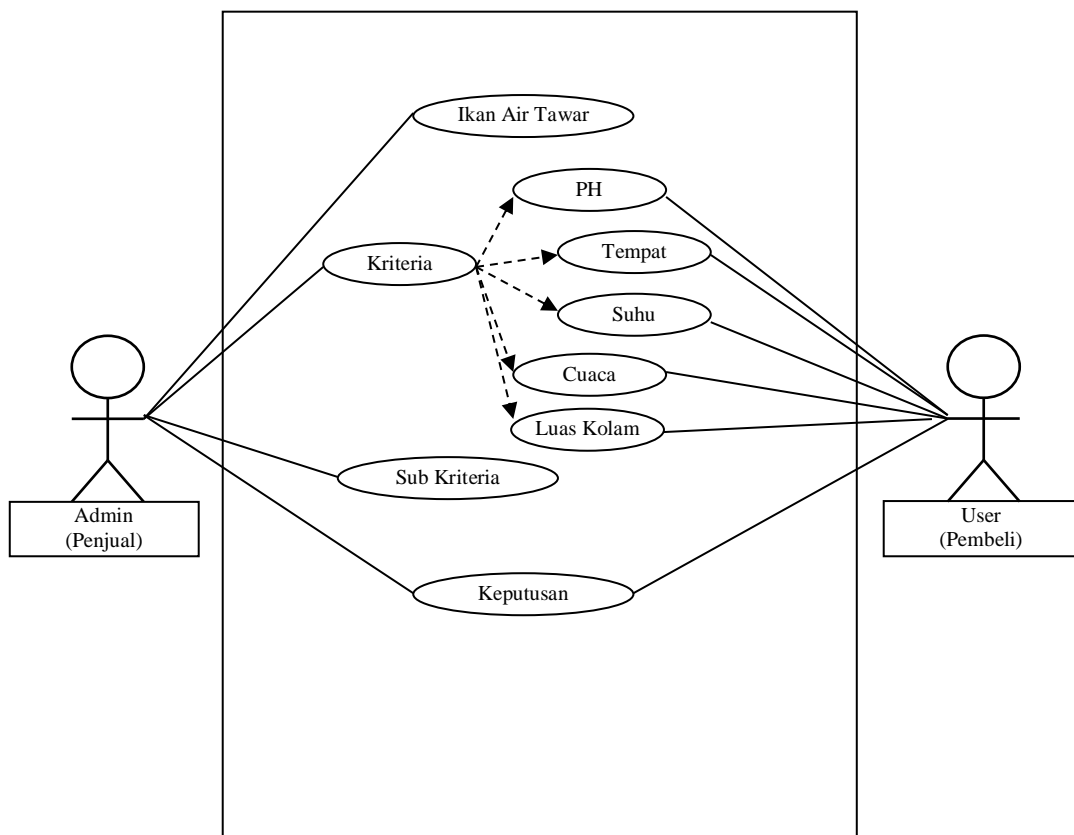 Ikan Air Tawar
PH
Tempat
Kriteria
Suhu
Cuaca
Luas Kolam
Sub Kriteria
Admin
(Penjual)
User
(Pembeli)
Keputusan